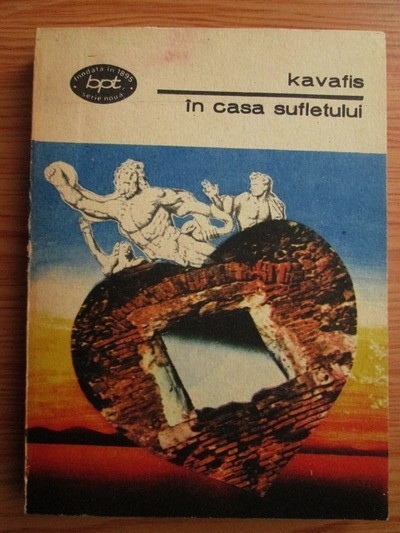 fondată în 1895
bpt
serie nouă
kavafis
în casa sufletului